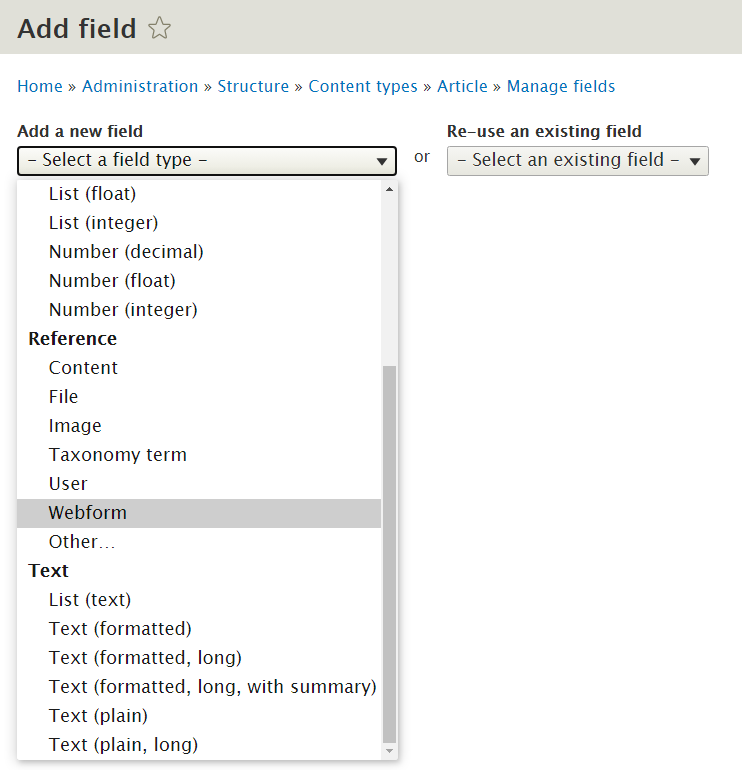 Add field
Home » Administration » Structure » Content types » Article » Manage fields
Add a new field
– Select a field type –
or
Re-use an existing field
– Select an existing field –
List (float)
List (integer)
Number (decimal)
Number (float)
Number (integer)
Reference
Content
File
Image
Taxonomy term
User
Webform
Other…
Text
List (text)
Text (formatted)
Text (formatted, long)
Text (formatted, long, with summary)
Text (plain)
Text (plain, long)